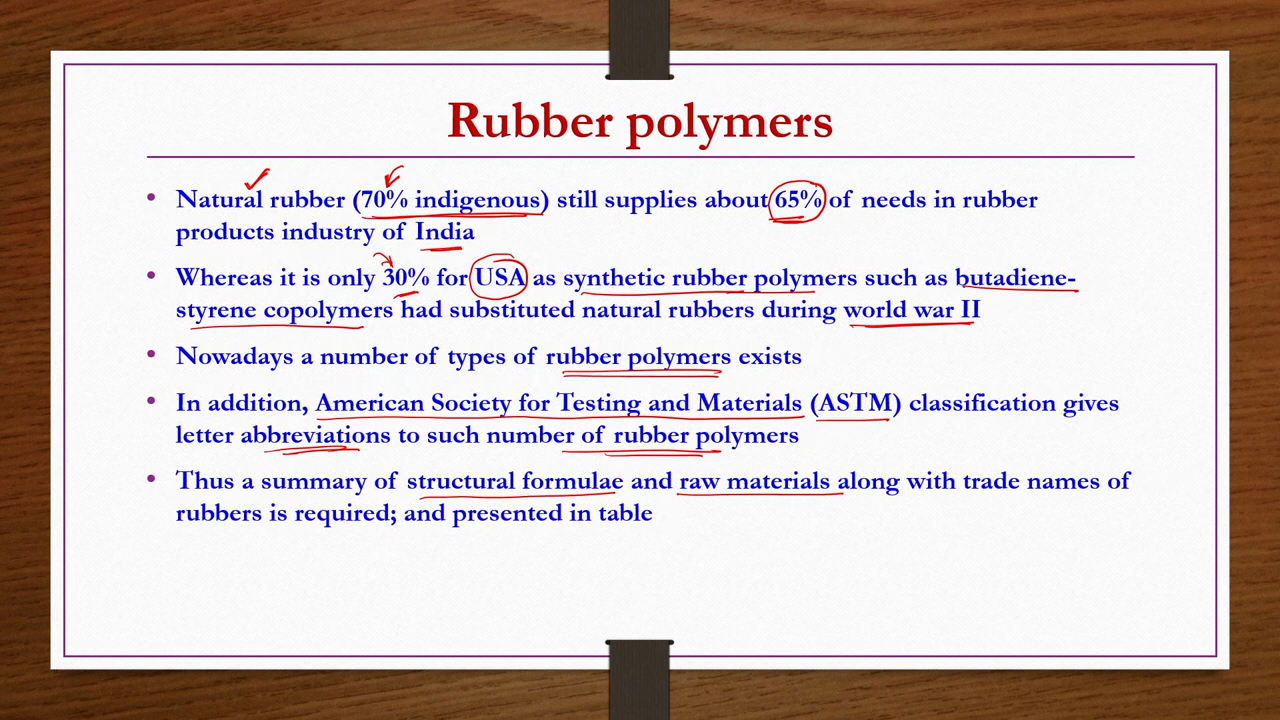 Rubber polymers
• Natural rubber (70% indigenous) still supplies about 65% of needs in rubber
products industry of India
• Whereas it is only 30% for USA as synthetic rubber polymers such as butadiene-
styrene copolymers had substituted natural rubbers during world war II
• Nowadays a number of types of rubber polymers exists
• In addition, American Society for Testing and Materials (ASTM) classification gives
letter abbreviations to such number of rubber polymers
• Thus a summary of structural formulae and raw materials along with trade names of
rubbers is required; and presented in table